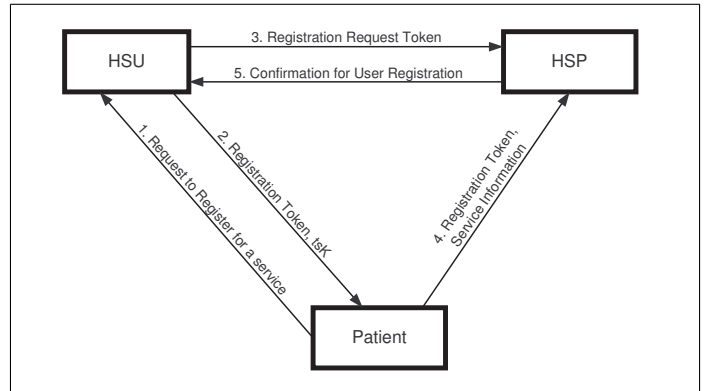 3. Registration Request Token
HSU
HSP
5. Confirmation for User Registration
1. Request to Register for a service
2. Registration Token, tsK
4. Registration Token,
Service Information
Patient